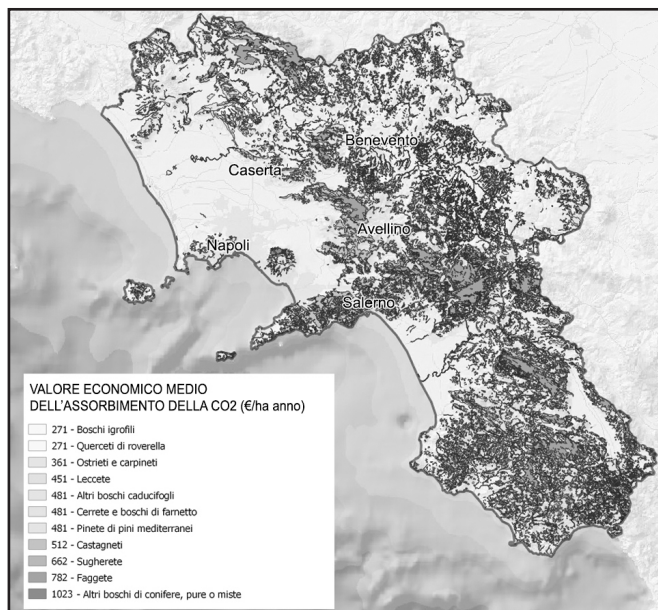 Benevento
Caserta
Avellino
Napoli
Salerno
VALORE ECONOMICO MEDIO
DELL'ASSORBIMENTO DELLA CO2 (€/ha anno)
271 - Boschi igrofili
271 - Querceti di roverella
361 - Ostrieti e carpineti
451 - Leccete
481 - Altri boschi caducifogli
481 - Cerrete e boschi di farnetto
481 - Pinete di pini mediterranei
512 - Castagneti
662 - Sugherete
782 - Faggete
1023 - Altri boschi di conifere, pure o miste